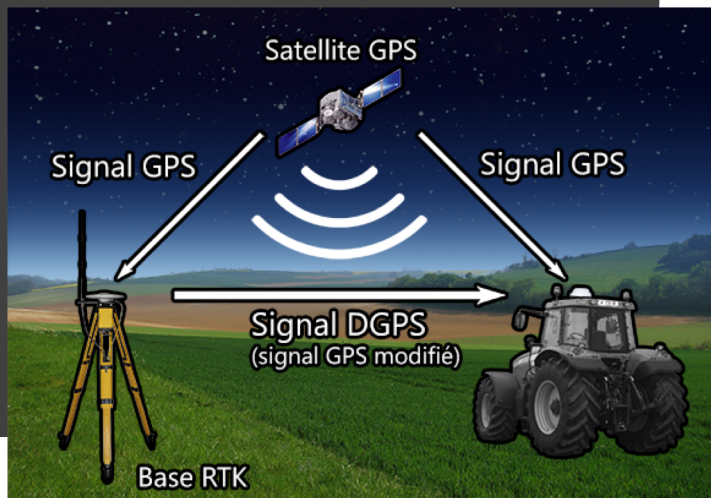 Satellite GPS
Signal GPS
Signal GPS
Signal DGPS
(signal GPS modifié)
Base RTK